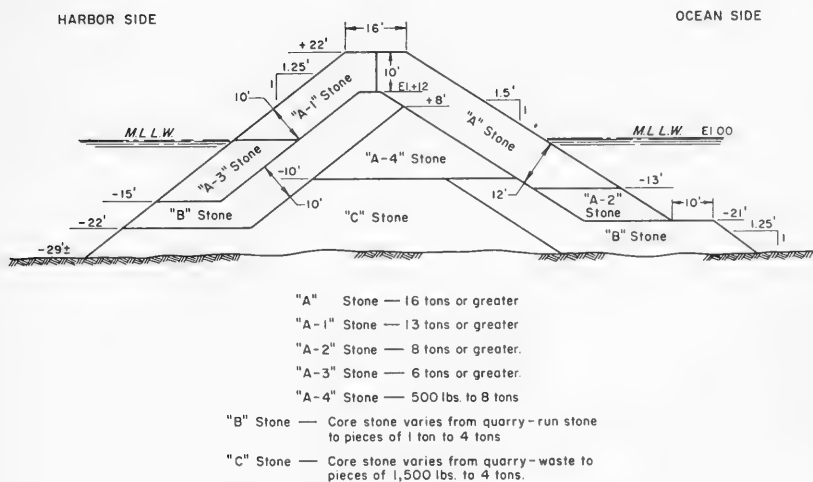 HARBOR SIDE
OCEAN SIDE
16'
+22'
1.25'
1
10'
El.+12
"A-1" Stone
10'
+8'
1.5'
1
"A" Stone
M.L.L.W.
M.L.L.W.
El.00
"A-3" Stone
"A-4" Stone
-10'
12'
-13'
-15'
10'
"A-2" Stone
10'
"B" Stone
"C" Stone
-21'
-22'
"B" Stone
1.25'
1
-29'±
"A" Stone — 16 tons or greater
"A-1" Stone — 13 tons or greater
"A-2" Stone — 8 tons or greater.
"A-3" Stone — 6 tons or greater.
"A-4" Stone — 500 lbs. to 8 tons
"B" Stone — Core stone varies from quarry-run stone
to pieces of 1 ton to 4 tons
"C" Stone — Core stone varies from quarry-waste to
pieces of 1,500 lbs. to 4 tons.